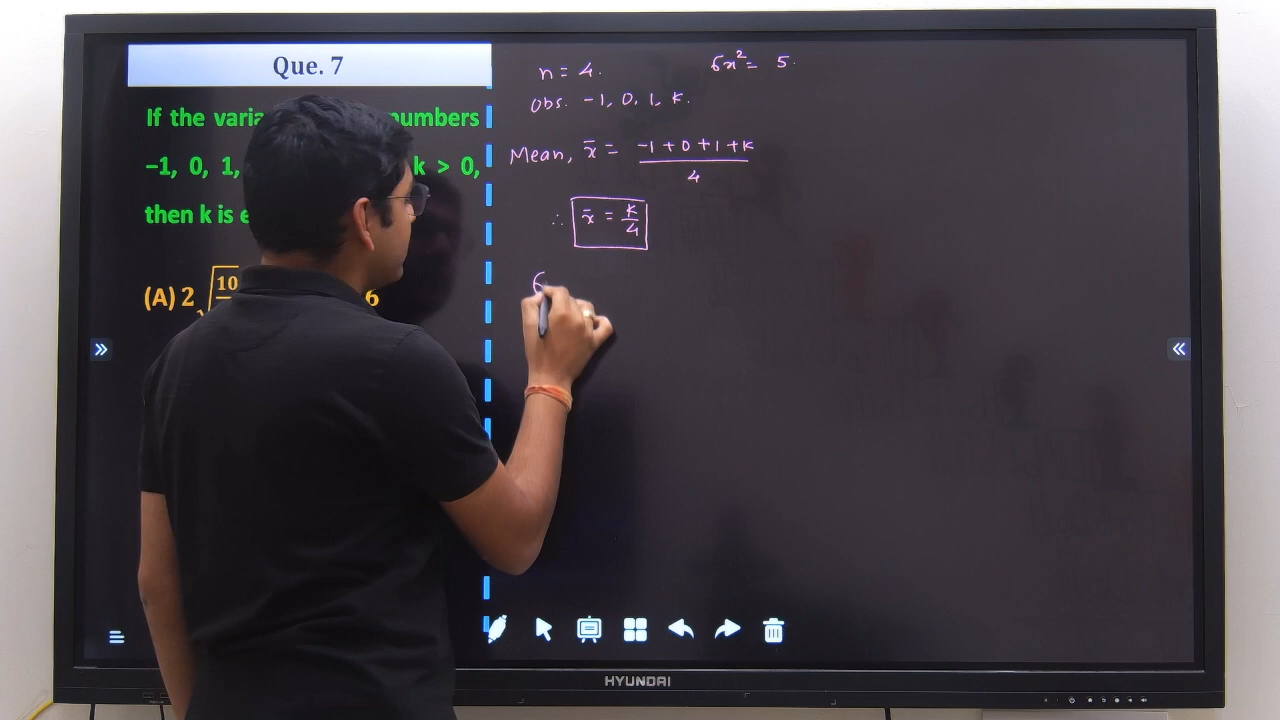 Que. 7
If the varia numbers
−1, 0, 1, k > 0,
then k is e
(A) 2 √10 6
n = 4.
σx² = 5.
Obs. -1, 0, 1, k.
Mean, x̄ = -1 + 0 + 1 + k / 4
∴ x̄ = k/4
6
HYUNDAI